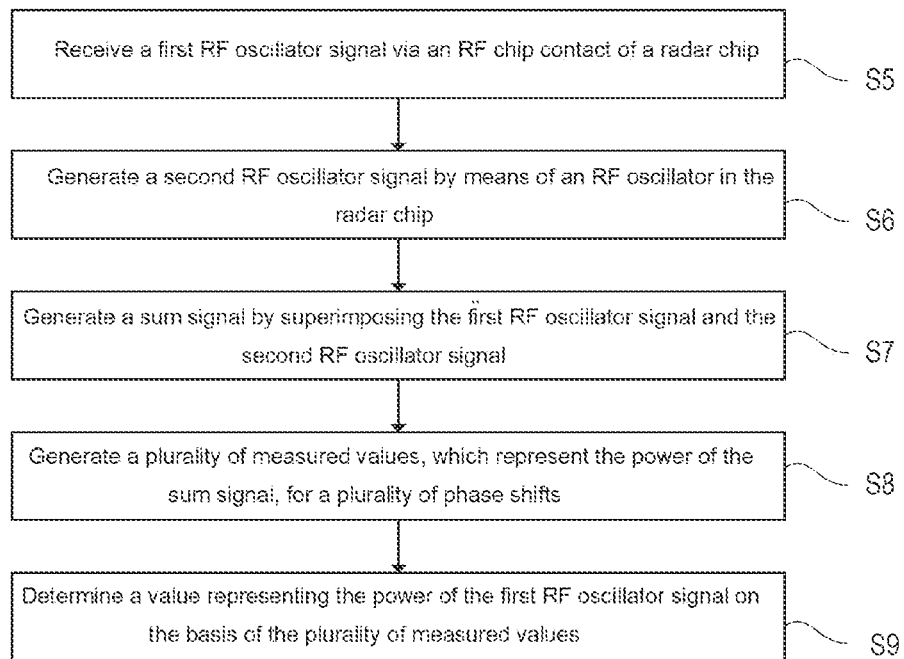 Receive a first RF oscillator signal via an RF chip contact of a radar chip
S5
Generate a second RF oscillator signal by means of an RF oscillator in the
radar chip
S6
Generate a sum signal by superimposing the first RF oscillator signal and the
second RF oscillator signal
S7
Generate a plurality of measured values, which represent the power of the
sum signal, for a plurality of phase shifts
S8
Determine a value representing the power of the first RF oscillator signal on
the basis of the plurality of measured values
S9